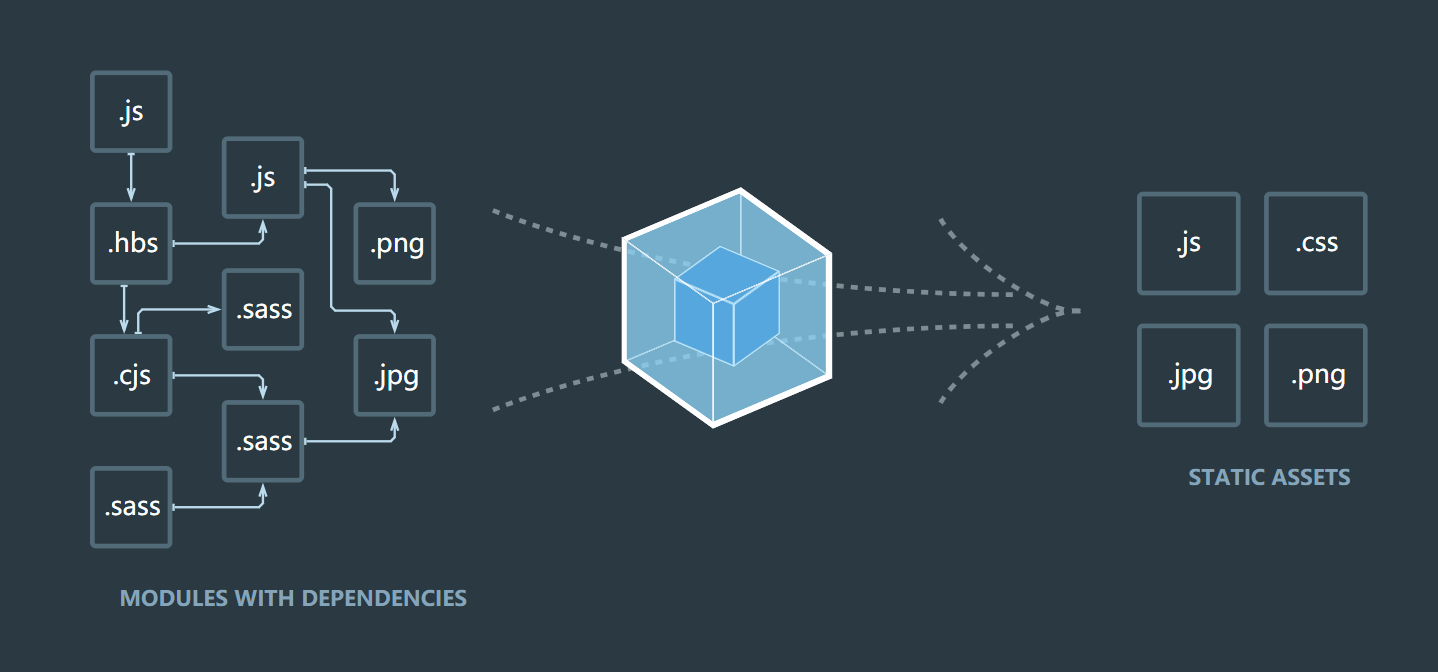 .js
.js
.hbs
.png
.sass
.cjs
.jpg
.sass
.sass
MODULES WITH DEPENDENCIES
.js
.css
.jpg
.png
STATIC ASSETS